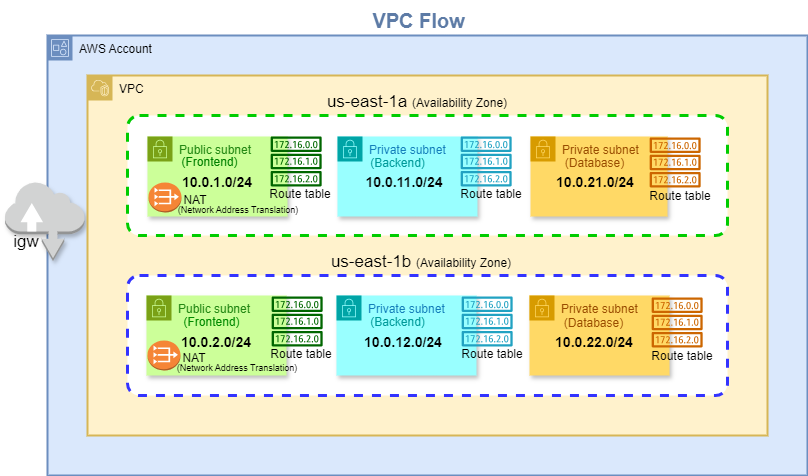 VPC Flow
AWS Account
VPC
us-east-1a (Availability Zone)
Public subnet
(Frontend)
10.0.1.0/24
NAT
(Network Address Translation)
172.16.0.0
172.16.1.0
172.16.2.0
Route table
Private subnet
(Backend)
10.0.11.0/24
172.16.0.0
172.16.1.0
172.16.2.0
Route table
Private subnet
(Database)
10.0.21.0/24
172.16.0.0
172.16.1.0
172.16.2.0
Route table
igw
us-east-1b (Availability Zone)
Public subnet
(Frontend)
10.0.2.0/24
NAT
(Network Address Translation)
172.16.0.0
172.16.1.0
172.16.2.0
Route table
Private subnet
(Backend)
10.0.12.0/24
172.16.0.0
172.16.1.0
172.16.2.0
Route table
Private subnet
(Database)
10.0.22.0/24
172.16.0.0
172.16.1.0
172.16.2.0
Route table